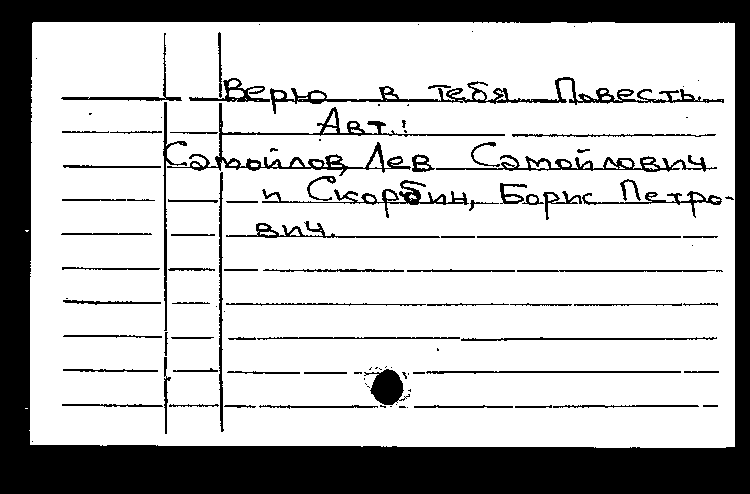 Верю в тебя Повесть.
Авт.:
Самойлов, Лев Самойлович
и Скорбин, Борис Петро-
вич.